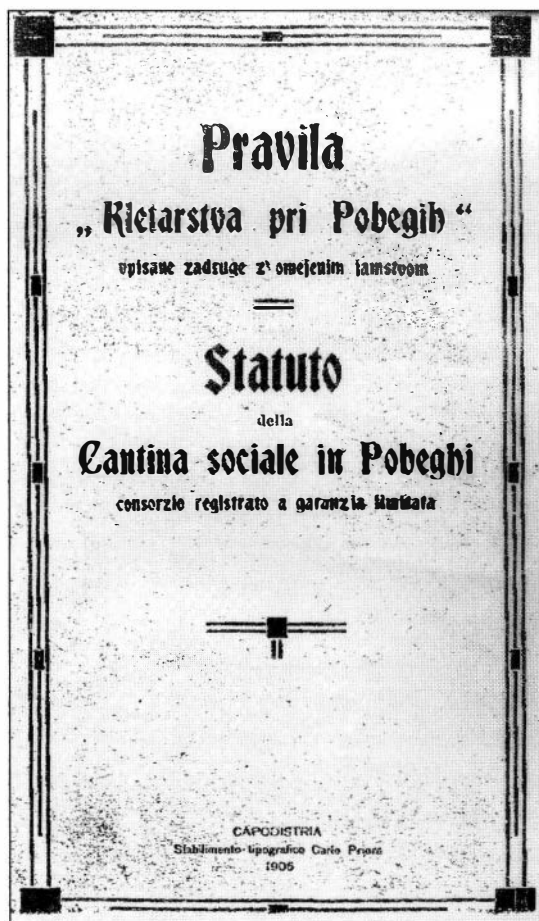 Pravila
„Kletarstva pri Pobegih“
vpisane zadruge z omejenim jamstvom
Statuto
della
Cantina sociale in Pobeghi
consorzio registrato a garanzia limitata
CAPODISTRIA
Stabilimento tipografico Carlo Priora
1905